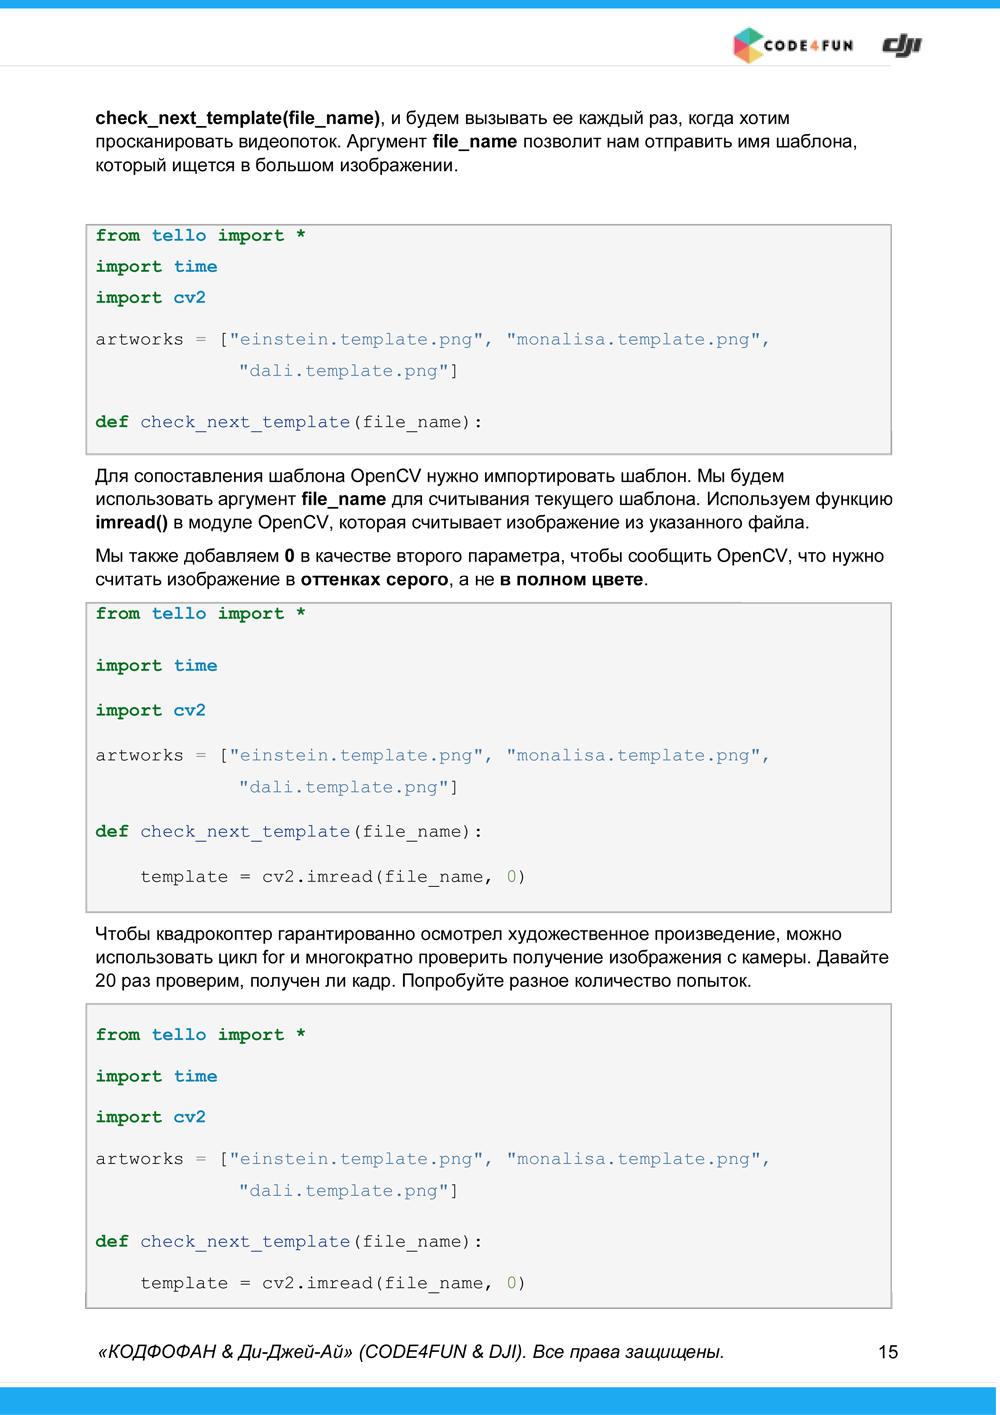 CODE4FUN dji
check_next_template(file_name), и будем вызывать ее каждый раз, когда хотим
просканировать видеопоток. Аргумент file_name позволит нам отправить имя шаблона,
который ищется в большом изображении.
from tello import *
import time
import cv2
artworks = ["einstein.template.png", "monalisa.template.png",
"dali.template.png"]
def check_next_template(file_name):
Для сопоставления шаблона OpenCV нужно импортировать шаблон. Мы будем
использовать аргумент file_name для считывания текущего шаблона. Используем функцию
imread() в модуле OpenCV, которая считывает изображение из указанного файла.
Мы также добавляем 0 в качестве второго параметра, чтобы сообщить OpenCV, что нужно
считать изображение в оттенках серого, а не в полном цвете.
from tello import *
import time
import cv2
artworks = ["einstein.template.png", "monalisa.template.png",
"dali.template.png"]
def check_next_template(file_name):
template = cv2.imread(file_name, 0)
Чтобы квадрокоптер гарантированно осмотрел художественное произведение, можно
использовать цикл for и многократно проверить получение изображения с камеры. Давайте
20 раз проверим, получен ли кадр. Попробуйте разное количество попыток.
from tello import *
import time
import cv2
artworks = ["einstein.template.png", "monalisa.template.png",
"dali.template.png"]
def check_next_template(file_name):
template = cv2.imread(file_name, 0)
«КОДФОФАН & Ди-Джей-Ай» (CODE4FUN & DJI). Все права защищены. 15